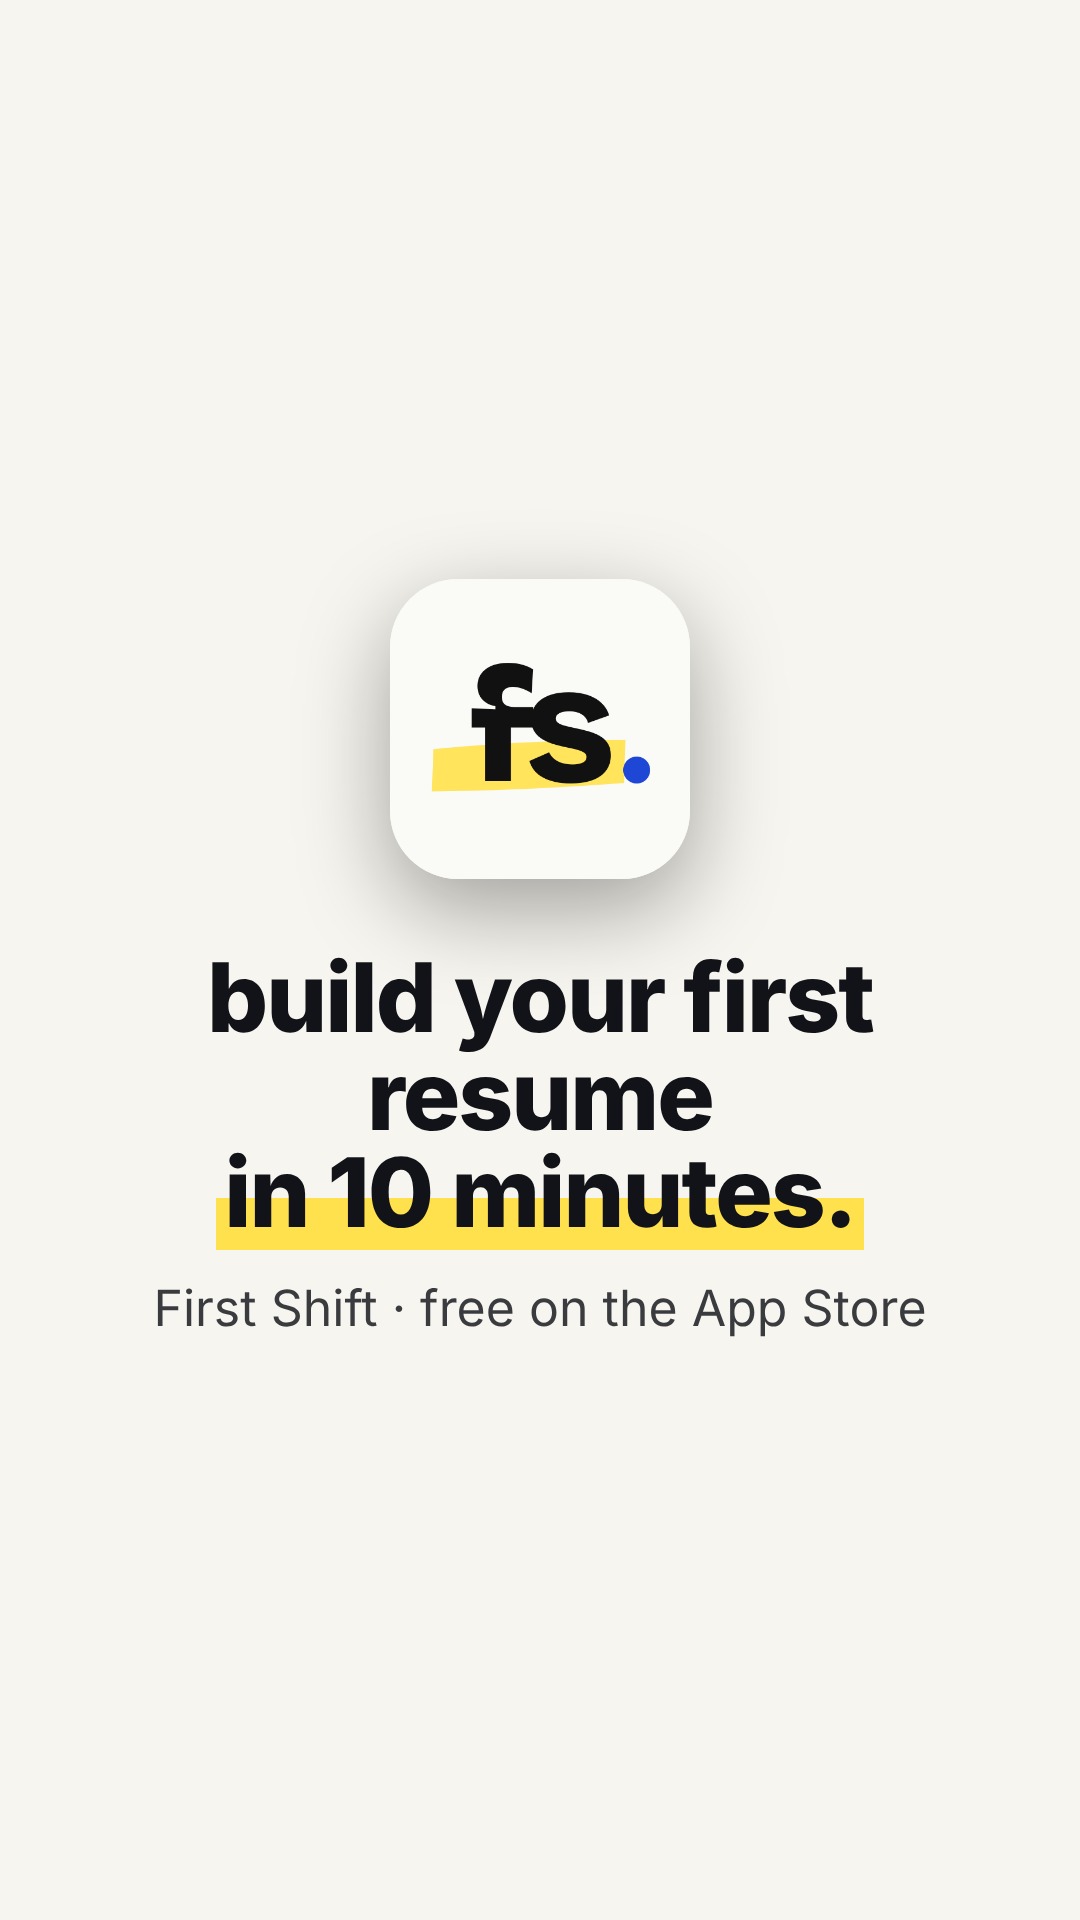 fs.
build your first
resume
in 10 minutes.
First Shift · free on the App Store